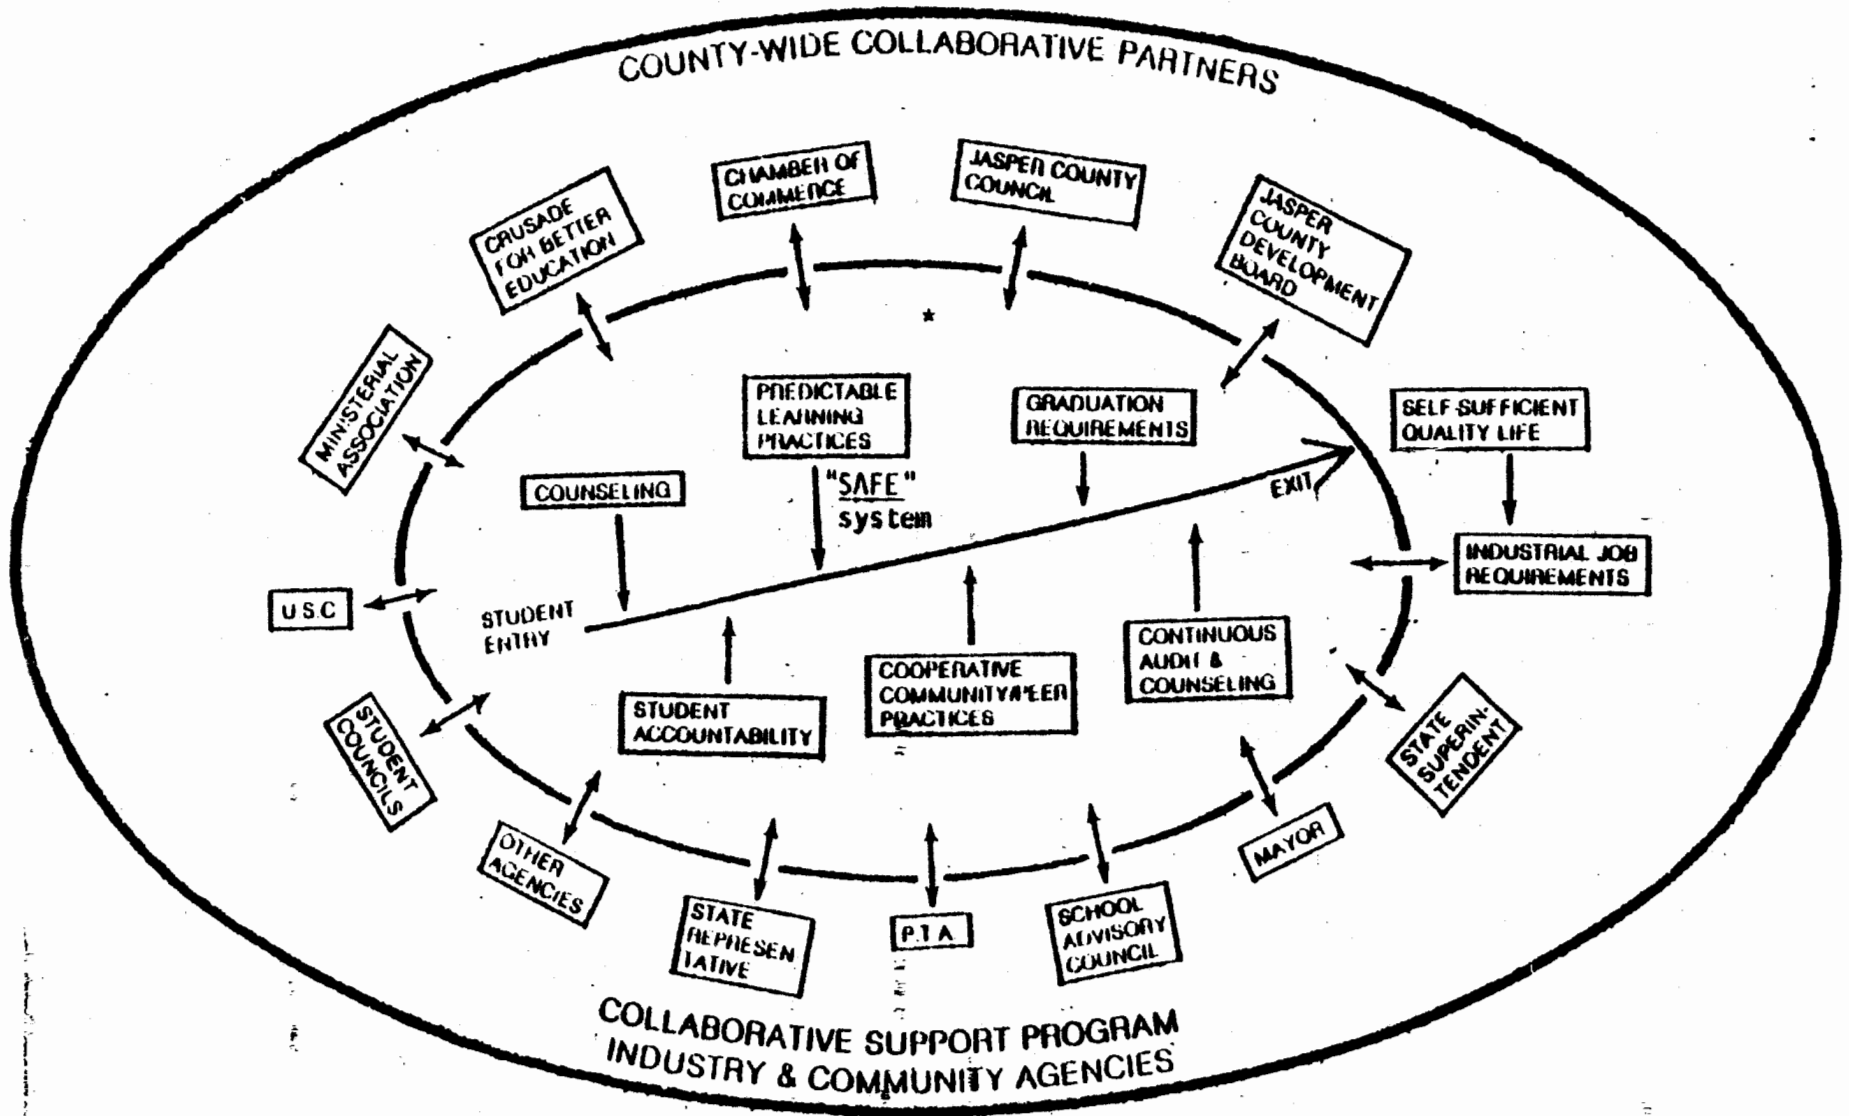 COUNTY-WIDE COLLABORATIVE PARTNERS
CHAMBER OF
COMMERCE
JASPER COUNTY
COUNCIL
CRUSADE
FOR BETTER
EDUCATION
JASPER
COUNTY
DEVELOPMENT
BOARD
*
MINISTERIAL
ASSOCIATION
PREDICTABLE
LEARNING
PRACTICES
GRADUATION
REQUIREMENTS
SELF-SUFFICIENT
QUALITY LIFE
COUNSELING
"SAFE"
system
EXIT
INDUSTRIAL JOB
REQUIREMENTS
U.S.C
STUDENT
ENTRY
STUDENT
COUNCILS
STUDENT
ACCOUNTABILITY
COOPERATIVE
COMMUNITY/PEER
PRACTICES
CONTINUOUS
AUDIT &
COUNSELING
STATE
SUPERIN-
TENDENT
OTHER
AGENCIES
STATE
REPRESEN
TATIVE
P.T.A.
SCHOOL
ADVISORY
COUNCIL
MAYOR
COLLABORATIVE SUPPORT PROGRAM
INDUSTRY & COMMUNITY AGENCIES